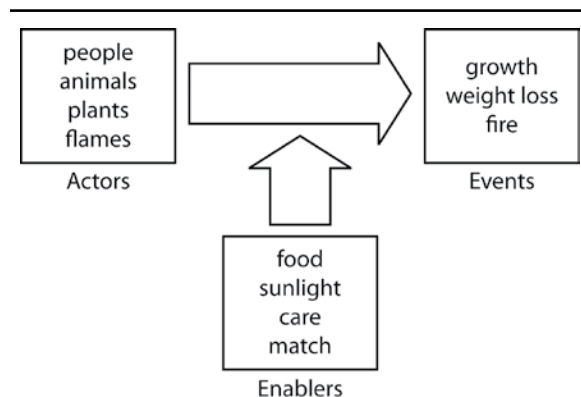 people
animals
plants
flames
Actors
growth
weight loss
fire
Events
food
sunlight
care
match
Enablers